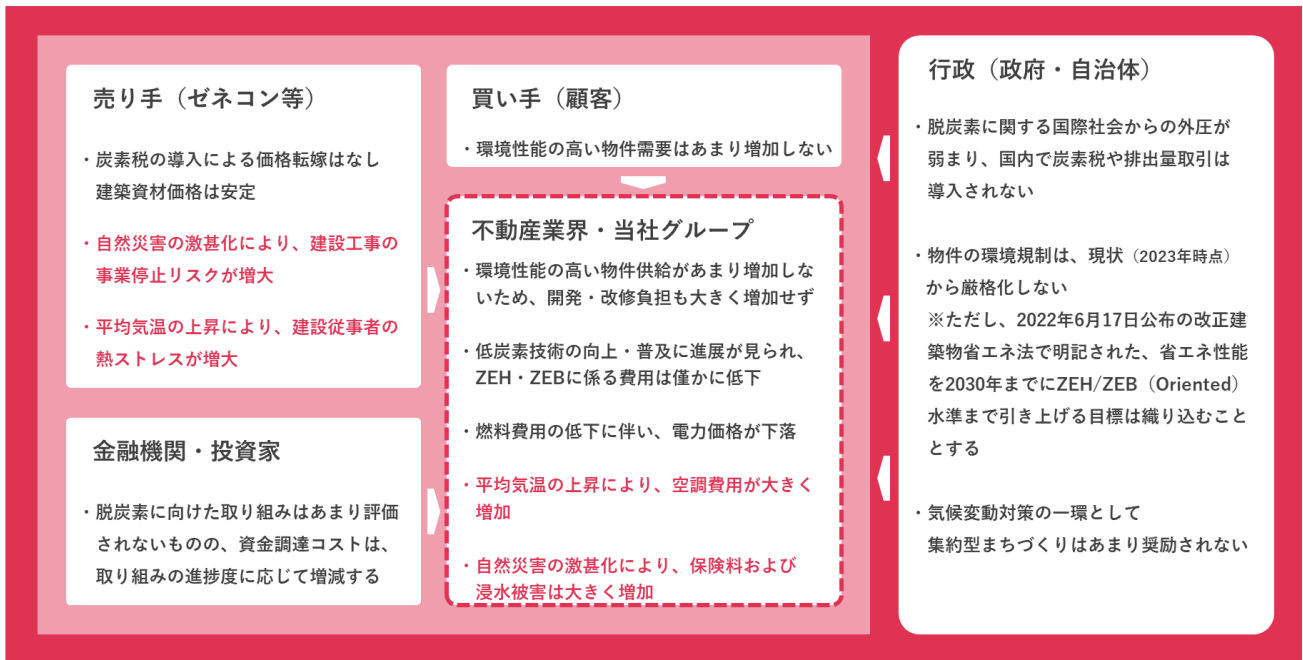 売り手（ゼネコン等）
・炭素税の導入による価格転嫁はなし
建築資材価格は安定
・自然災害の激甚化により、建設工事の
事業停止リスクが増大
・平均気温の上昇により、建設従事者の
熱ストレスが増大
金融機関・投資家
・脱炭素に向けた取り組みはあまり評価
されないものの、資金調達コストは、
取り組みの進捗度に応じて増減する
買い手（顧客）
・環境性能の高い物件需要はあまり増加しない
不動産業界・当社グループ
・環境性能の高い物件供給があまり増加しな
いため、開発・改修負担も大きく増加せず
・低炭素技術の向上・普及に進展が見られ、
ZEH・ZEBに係る費用は僅かに低下
・燃料費用の低下に伴い、電力価格が下落
・平均気温の上昇により、空調費用が大きく
増加
・自然災害の激甚化により、保険料および
浸水被害は大きく増加
行政（政府・自治体）
・脱炭素に関する国際社会からの外圧が
弱まり、国内で炭素税や排出量取引は
導入されない
・物件の環境規制は、現状（2023年時点）
から厳格化しない
※ただし、2022年6月17日公布の改正建
築物省エネ法で明記された、省エネ性能
を2030年までにZEH/ZEB（Oriented）
水準まで引き上げる目標は織り込むこと
とする
・気候変動対策の一環として
集約型まちづくりはあまり奨励されない